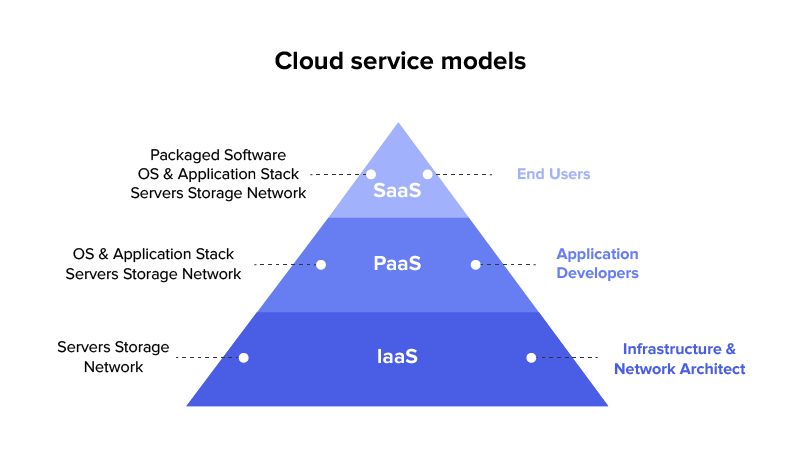 Cloud service models
Packaged Software
OS & Application Stack
Servers Storage Network
SaaS
End Users
OS & Application Stack
Servers Storage Network
PaaS
Application
Developers
Servers Storage
Network
IaaS
Infrastructure &
Network Architect